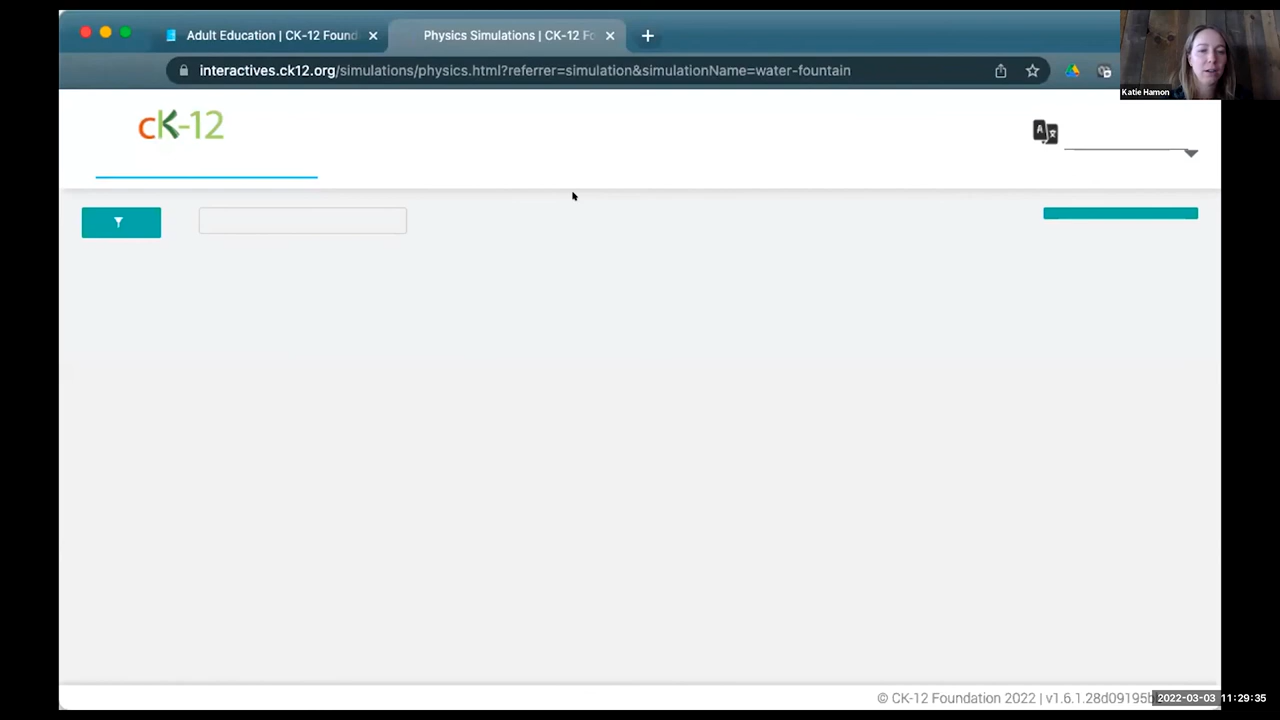 Adult Education | CK-12 Found
Physics Simulations | CK-12 Fo
interactives.ck12.org/simulations/physics.html?referrer=simulation&simulationName=water-fountain
Katie Hamon
cK-12
© CK-12 Foundation 2022 | v1.6.1.28d09195b
2022-03-03 11:29:35